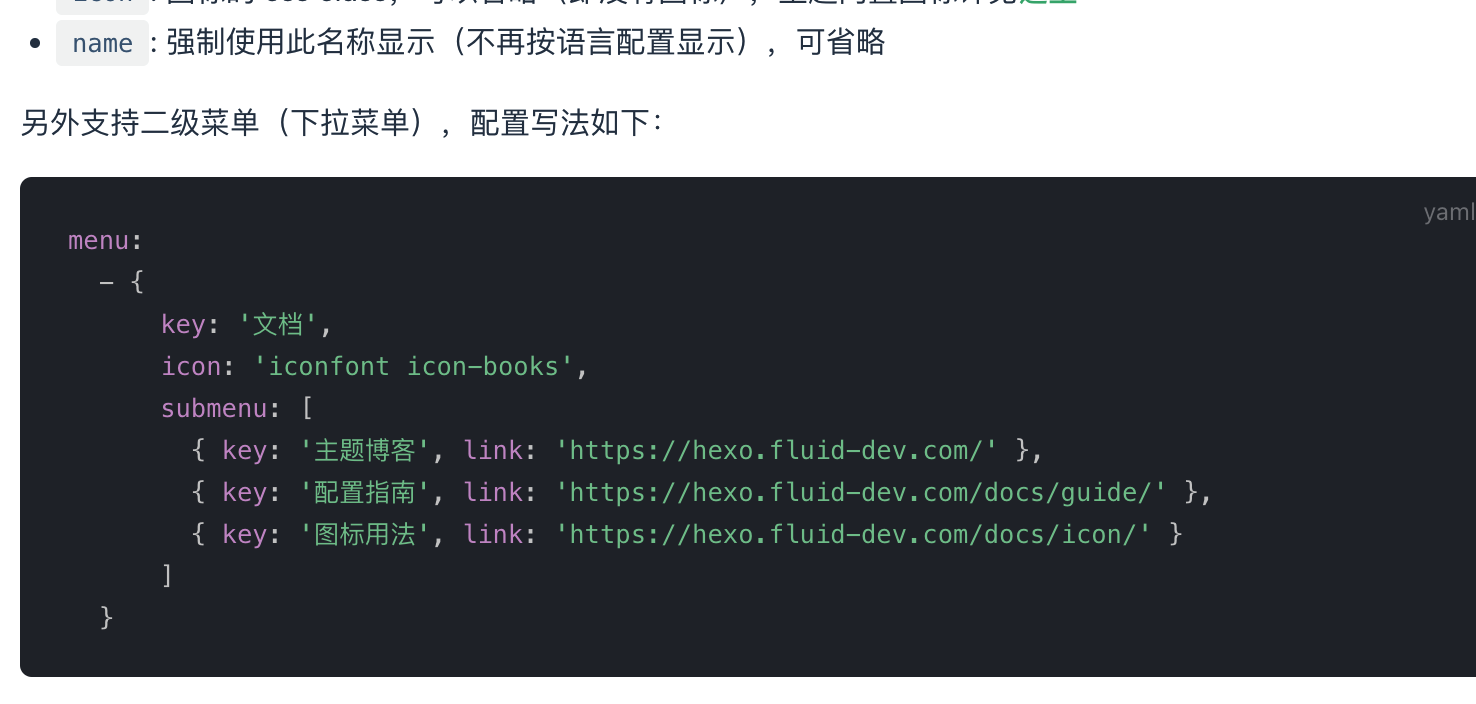 name : 强制使用此名称显示（不再按语言配置显示），可省略
另外支持二级菜单（下拉菜单），配置写法如下：
yaml
menu:
  - {
      key: '文档',
      icon: 'iconfont icon-books',
      submenu: [
        { key: '主题博客', link: 'https://hexo.fluid-dev.com/' },
        { key: '配置指南', link: 'https://hexo.fluid-dev.com/docs/guide/' },
        { key: '图标用法', link: 'https://hexo.fluid-dev.com/docs/icon/' }
      ]
  }